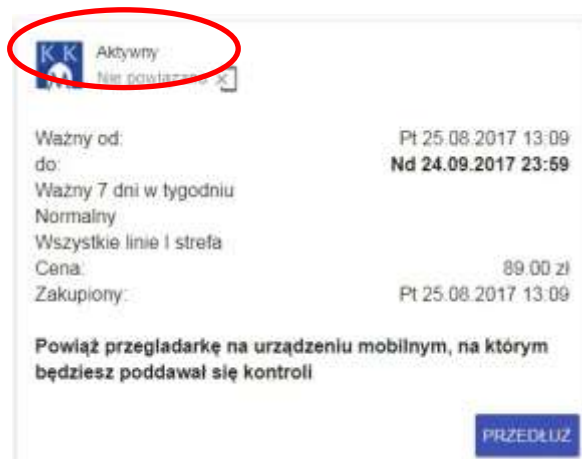 K K
M
Aktywny
Nie powiązano
Ważny od: Pt 25.08.2017 13:09
do: Nd 24.09.2017 23:59
Ważny 7 dni w tygodniu
Normalny
Wszystkie linie I strefa
Cena: 89.00 zł
Zakupiony: Pt 25.08.2017 13:09
Powiąż przegladarkę na urządzeniu mobilnym, na którym
będziesz poddawał się kontroli
PRZEDŁUŻ